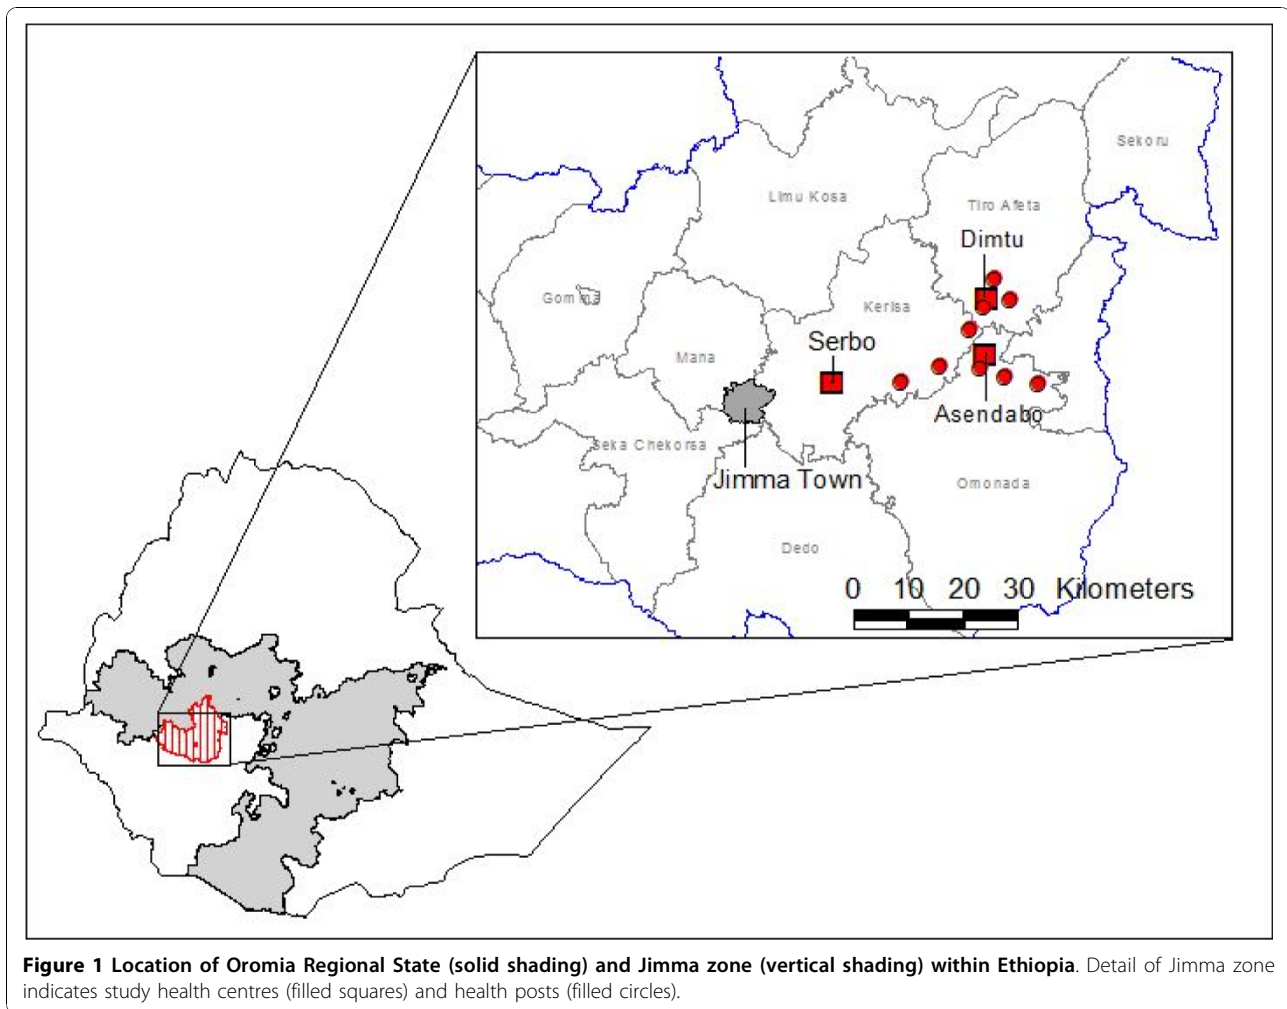 Sekoru
Limu Kosa
Tiro Afeta
Dimtu
Gomma
Kerisa
Serbo
Mana
Asendabo
Seka Chekorsa
Jimma Town
Omonada
Dedo
0 10 20 30 Kilometers
Figure 1 Location of Oromia Regional State (solid shading) and Jimma zone (vertical shading) within Ethiopia. Detail of Jimma zone
indicates study health centres (filled squares) and health posts (filled circles).